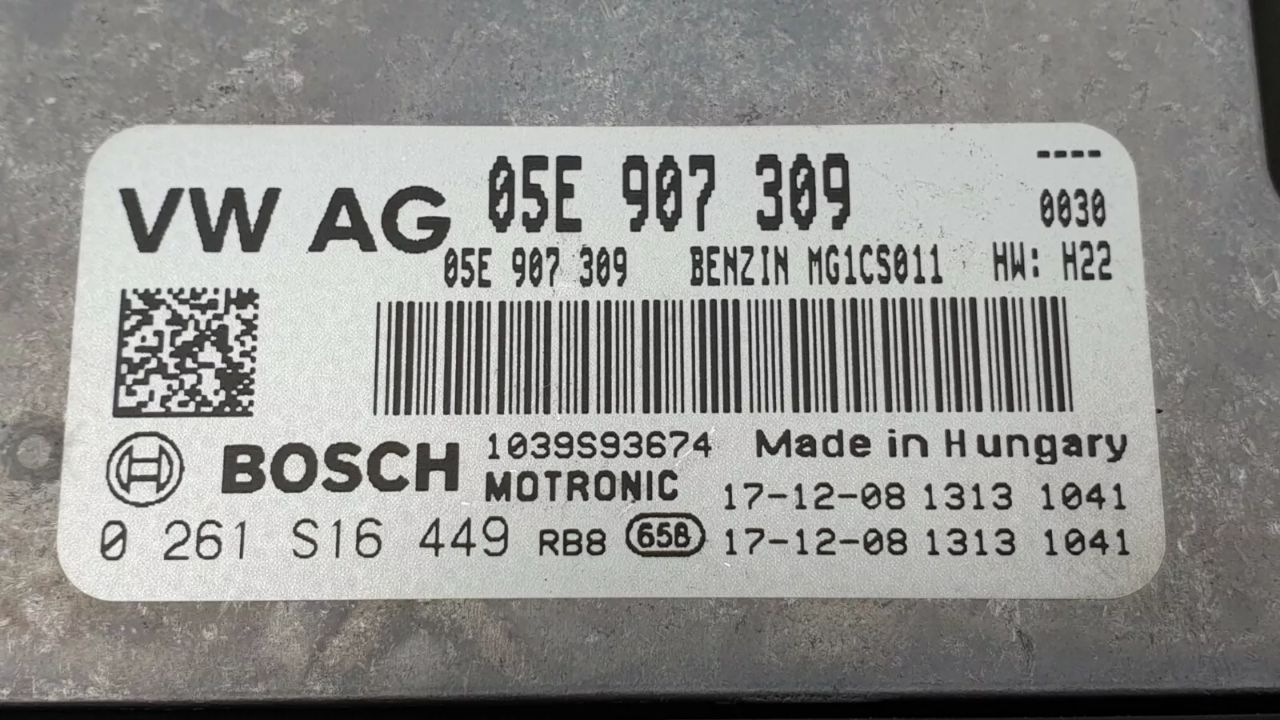 VW AG 05E 907 309 ----
0030
05E 907 309 BENZIN MG1CS011 HW: H22
BOSCH 1039S93674 Made in Hungary
MOTRONIC 17-12-08 1313 1041
0 261 S16 449 RB8 65B 17-12-08 1313 1041